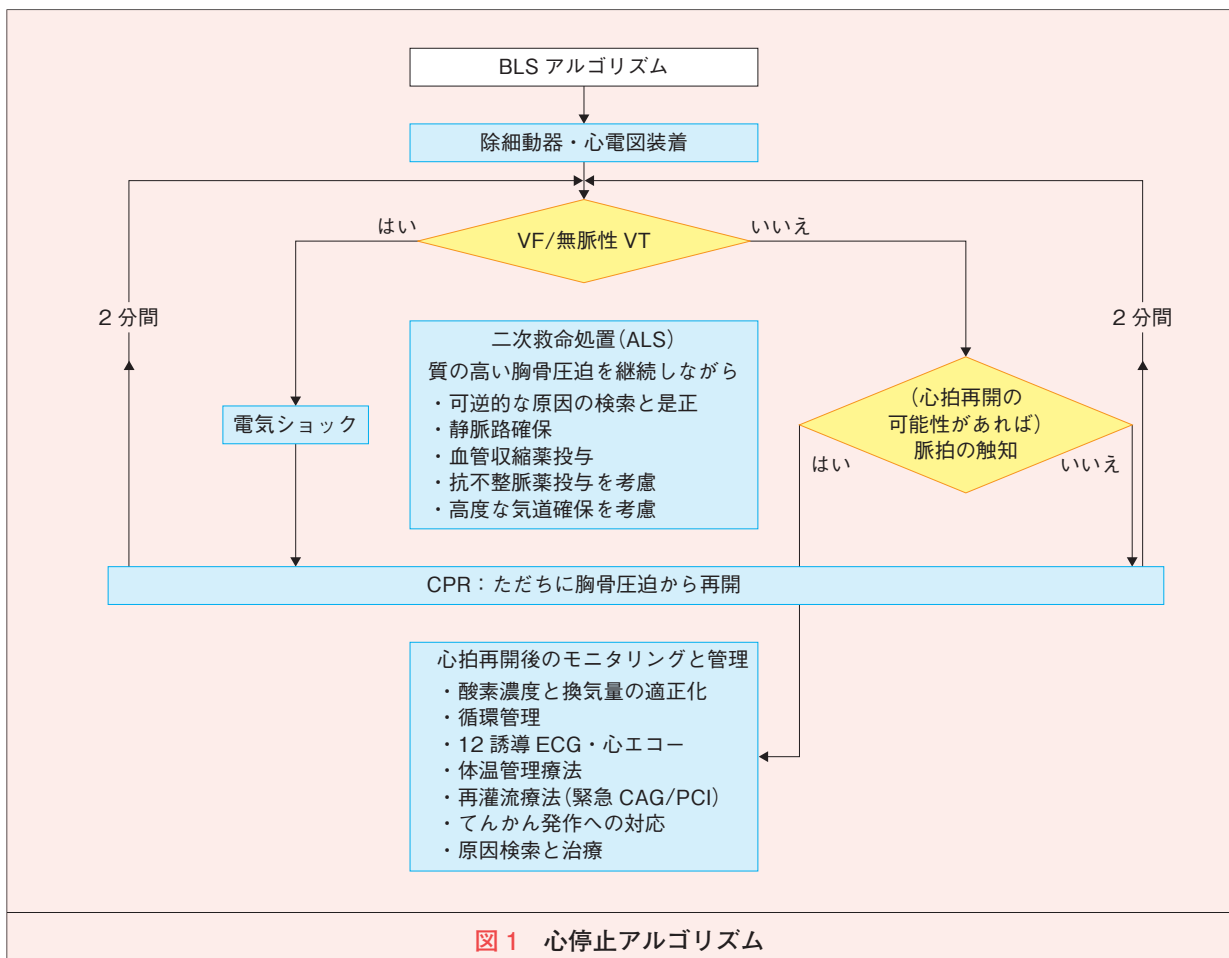 BLS アルゴリズム
除細動器・心電図装着
はい
VF/無脈性 VT
いいえ
2 分間
2 分間
二次救命処置(ALS)
質の高い胸骨圧迫を継続しながら
・可逆的な原因の検索と是正
・静脈路確保
・血管収縮薬投与
・抗不整脈薬投与を考慮
・高度な気道確保を考慮
電気ショック
(心拍再開の
可能性があれば)
脈拍の触知
はい
いいえ
CPR:ただちに胸骨圧迫から再開
心拍再開後のモニタリングと管理
・酸素濃度と換気量の適正化
・循環管理
・12 誘導 ECG・心エコー
・体温管理療法
・再灌流療法(緊急 CAG/PCI)
・てんかん発作への対応
・原因検索と治療
図 1 心停止アルゴリズム